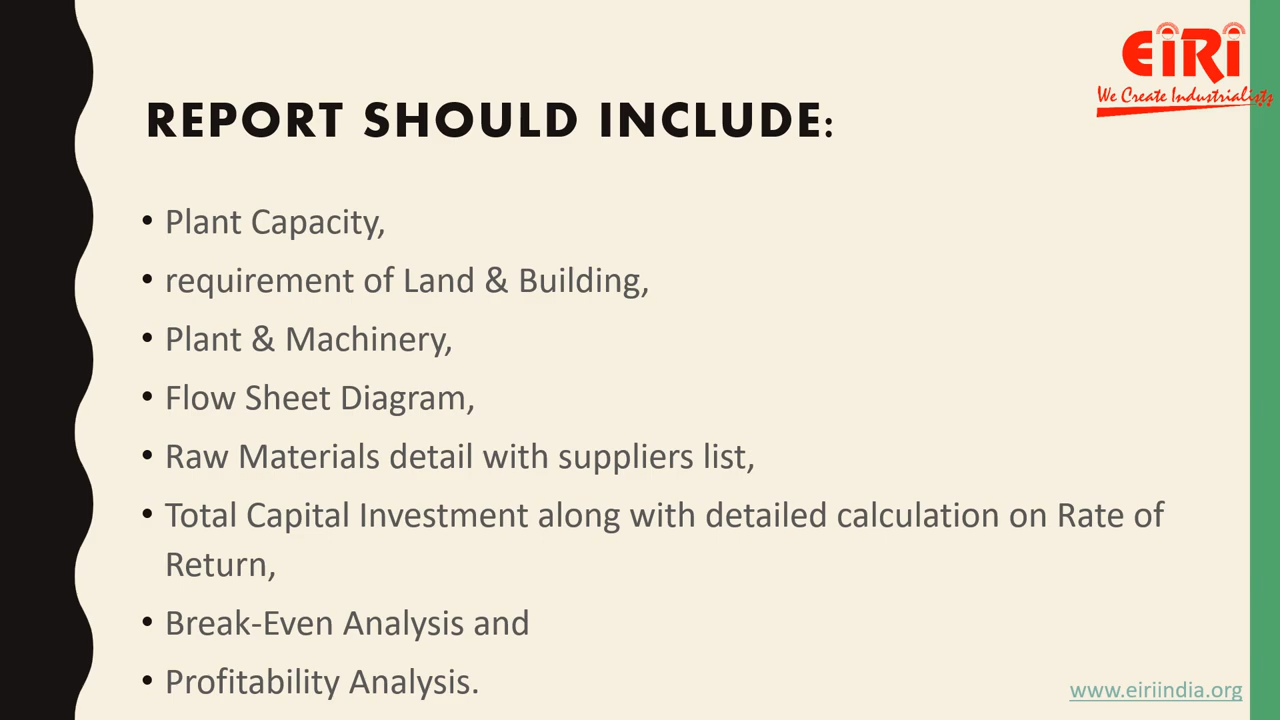 EiRi
We Create Industrialists
REPORT SHOULD INCLUDE:
• Plant Capacity,
• requirement of Land & Building,
• Plant & Machinery,
• Flow Sheet Diagram,
• Raw Materials detail with suppliers list,
• Total Capital Investment along with detailed calculation on Rate of
Return,
• Break-Even Analysis and
• Profitability Analysis.
www.eiriindia.org